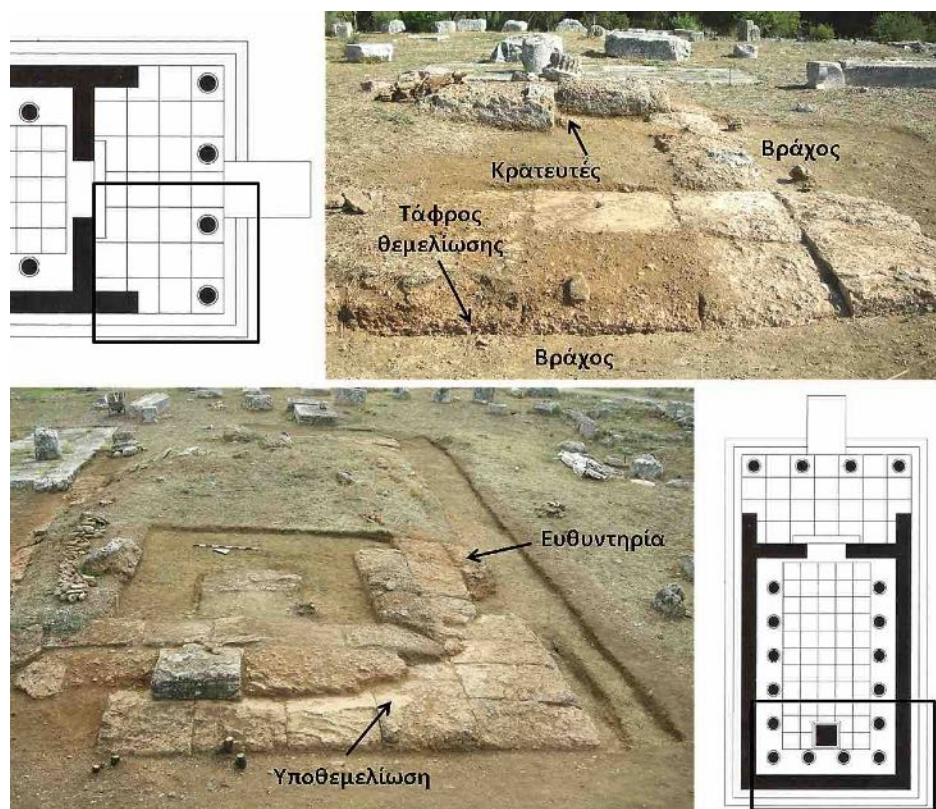 Βράχος
Κρατευτές
Τάφρος
θεμελίωσης
Βράχος
Ευθυντηρία
Υποθεμελίωση